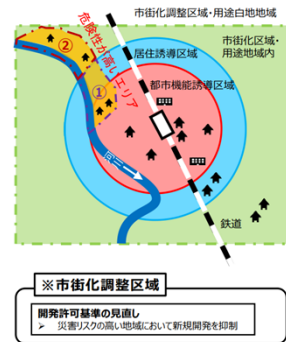 市街化調整区域・用途白地地域
市街化区域・
用途地域内
居住誘導区域
都市機能誘導区域
危険性が高いエリア
②
①
河川
鉄道
※市街化調整区域
開発許可基準の見直し
➢ 災害リスクの高い地域において新規開発を抑制